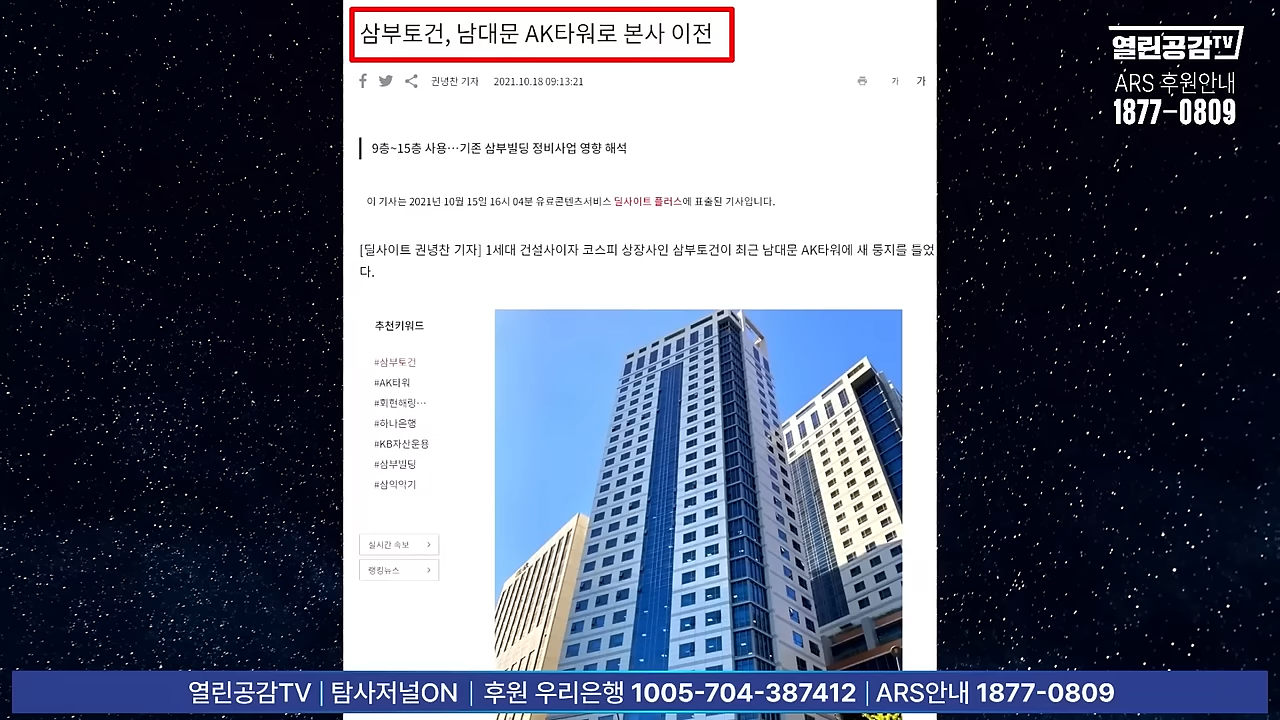 삼부토건, 남대문 AK타워로 본사 이전
열린공감TV
ARS 후원안내
1877-0809
권녕찬 기자 2021.10.18 09:13:21
가 가
9층~15층 사용…기존 삼부빌딩 정비사업 영향 해석
이 기사는 2021년 10월 15일 16시 04분 유료콘텐츠서비스 딜사이트 플러스에 표출된 기사입니다.
[딜사이트 권녕찬 기자] 1세대 건설사이자 코스피 상장사인 삼부토건이 최근 남대문 AK타워에 새 둥지를 틀었
다.
추천키워드
#삼부토건
#AK타워
#회현해링…
#하나은행
#KB자산운용
#삼부빌딩
#삼익악기
실시간 속보
랭킹뉴스
열린공감TV | 탐사저널ON | 후원 우리은행 1005-704-387412 | ARS안내 1877-0809